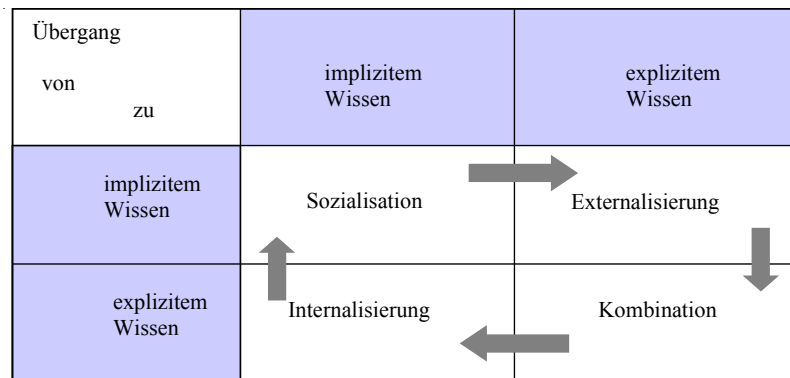 Übergang
von
zu
implizitem
Wissen
explizitem
Wissen
implizitem
Wissen
Sozialisation
Externalisierung
explizitem
Wissen
Internalisierung
Kombination